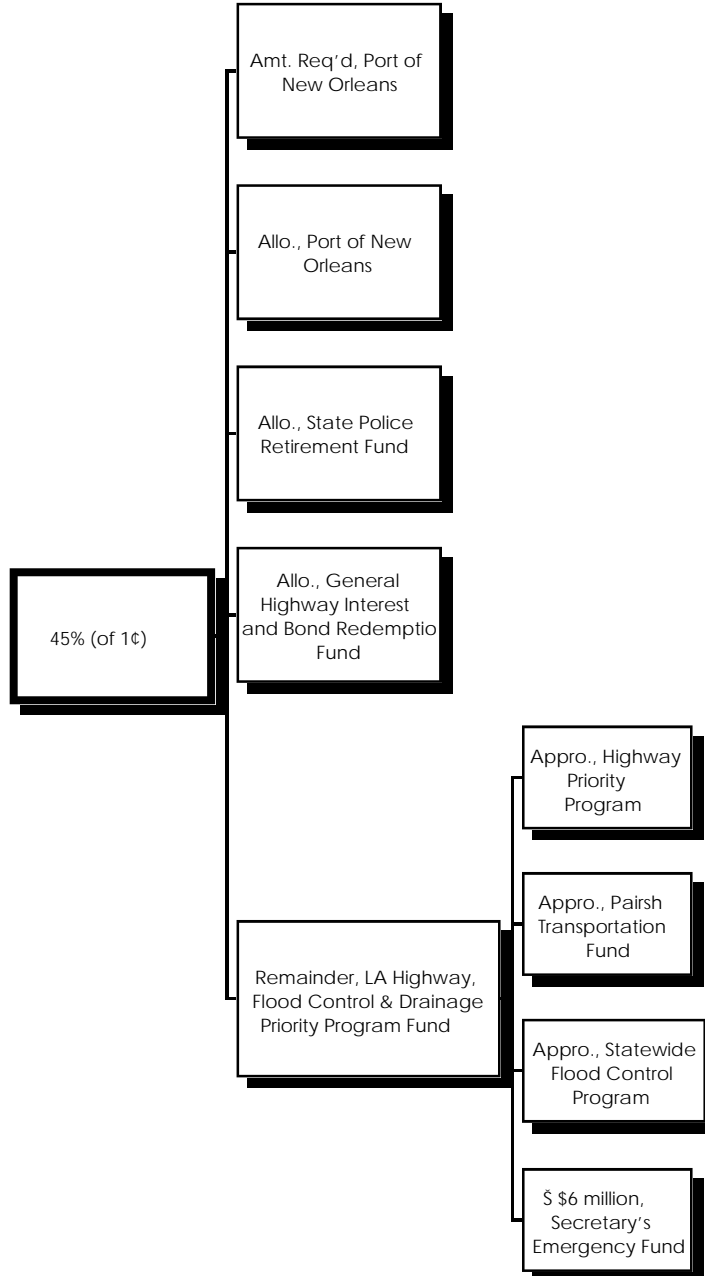 Amt. Req'd, Port of
New Orleans
Allo., Port of New
Orleans
Allo., State Police
Retirement Fund
Allo., General
Highway Interest
and Bond Redemptio
Fund
45% (of 1¢)
Remainder, LA Highway,
Flood Control & Drainage
Priority Program Fund
Appro., Highway
Priority
Program
Appro., Pairsh
Transportation
Fund
Appro., Statewide
Flood Control
Program
Š $6 million,
Secretary's
Emergency Fund